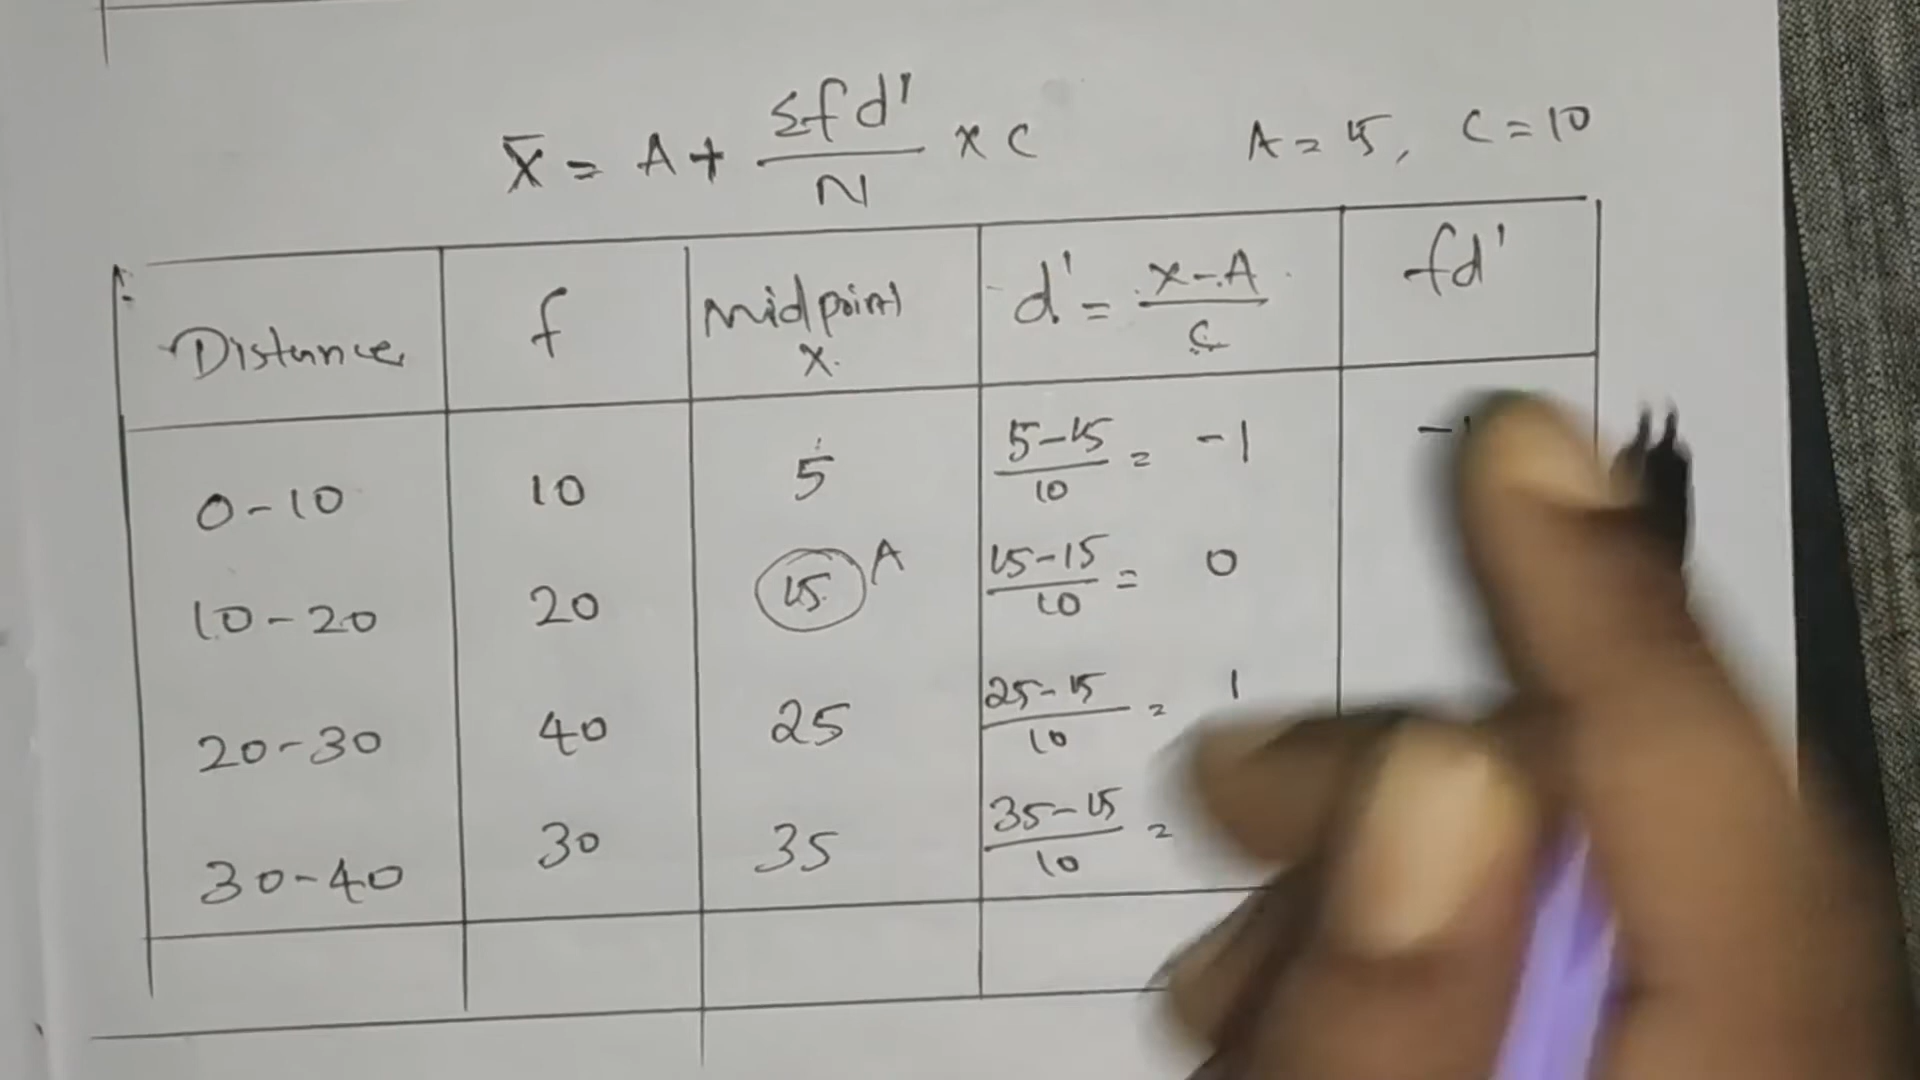 X̄ = A + Σfd' / N × C A = 15, C = 10
Distance f Midpoint x d' = x-A / c fd'
0-10 10 5 5-15 / 10 = -1
10-20 20 15 A 15-15 / 10 = 0
20-30 40 25 25-15 / 10 = 1
30-40 30 35 35-15 / 10 =